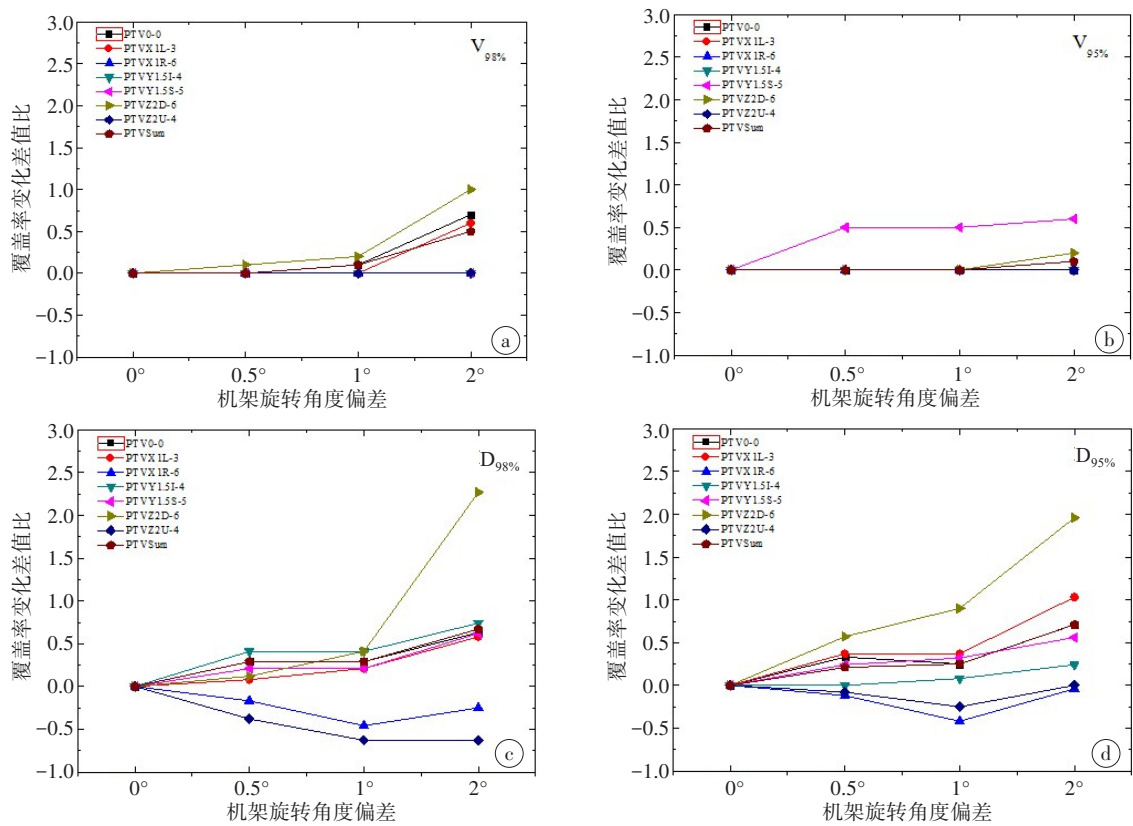 3.0
2.5
2.0
1.5
1.0
0.5
0.0
−0.5
−1.0
覆盖率变化差值比
PTV0-0
PTVX1L-3
PTVX1R-6
PTVY1.5I-4
PTVY1.5S-5
PTVZ2D-6
PTVZ2U-4
PTVSum
V98%
a
0° 0.5° 1° 2°
机架旋转角度偏差
3.0
2.5
2.0
1.5
1.0
0.5
0.0
−0.5
−1.0
覆盖率变化差值比
PTV0-0
PTVX1L-3
PTVX1R-6
PTVY1.5I-4
PTVY1.5S-5
PTVZ2D-6
PTVZ2U-4
PTVSum
V95%
b
0° 0.5° 1° 2°
机架旋转角度偏差
3.0
2.5
2.0
1.5
1.0
0.5
0.0
−0.5
−1.0
覆盖率变化差值比
PTV0-0
PTVX1L-3
PTVX1R-6
PTVY1.5I-4
PTVY1.5S-5
PTVZ2D-6
PTVZ2U-4
PTVSum
D98%
c
0° 0.5° 1° 2°
机架旋转角度偏差
3.0
2.5
2.0
1.5
1.0
0.5
0.0
−0.5
−1.0
覆盖率变化差值比
PTV0-0
PTVX1L-3
PTVX1R-6
PTVY1.5I-4
PTVY1.5S-5
PTVZ2D-6
PTVZ2U-4
PTVSum
D95%
d
0° 0.5° 1° 2°
机架旋转角度偏差